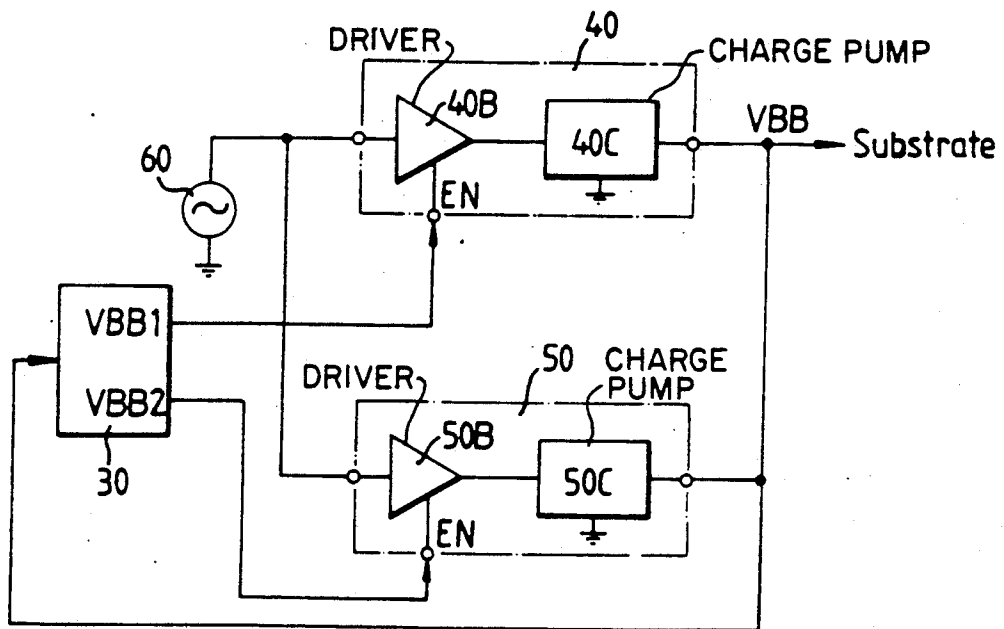 DRIVER
40
CHARGE PUMP
40B
40C
VBB
Substrate
60
EN
VBB1
VBB2
30
DRIVER
50
CHARGE
PUMP
50B
50C
EN